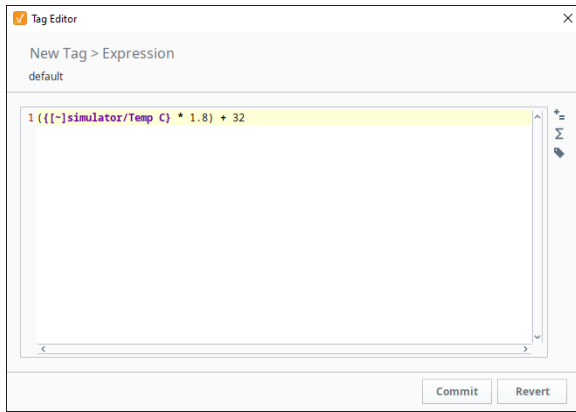 Tag Editor
New Tag > Expression
default
1 ({[~]simulator/Temp C} * 1.8) + 32
Commit
Revert